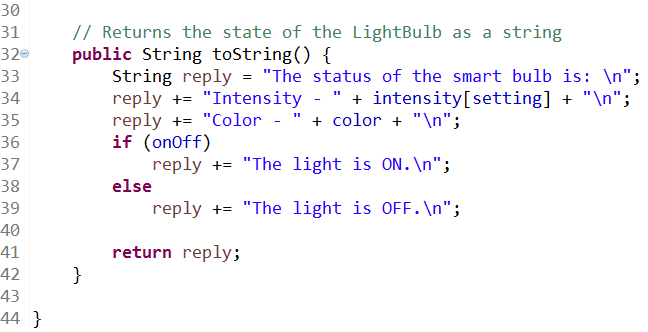 30
31     // Returns the state of the LightBulb as a string
32     public String toString() {
33         String reply = "The status of the smart bulb is: \n";
34         reply += "Intensity - " + intensity[setting] + "\n";
35         reply += "Color - " + color + "\n";
36         if (onOff)
37             reply += "The light is ON.\n";
38         else
39             reply += "The light is OFF.\n";
40
41         return reply;
42     }
43
44 }